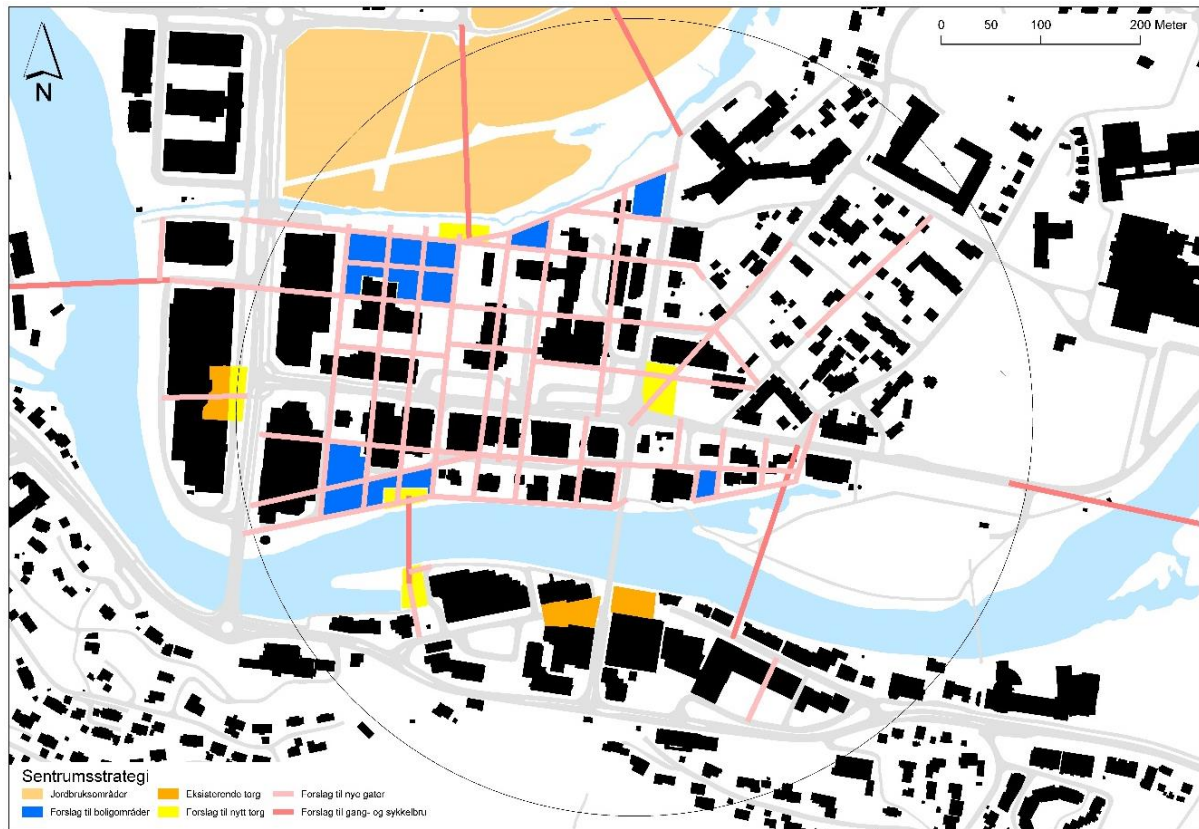 0 50 100 200 Meter
N
Sentrumsstrategi
Jordbruksområder Eksisterende torg Forslag til nye gater
Forslag til boligområder Forslag til nytt torg Forslag til gang- og sykkelbru